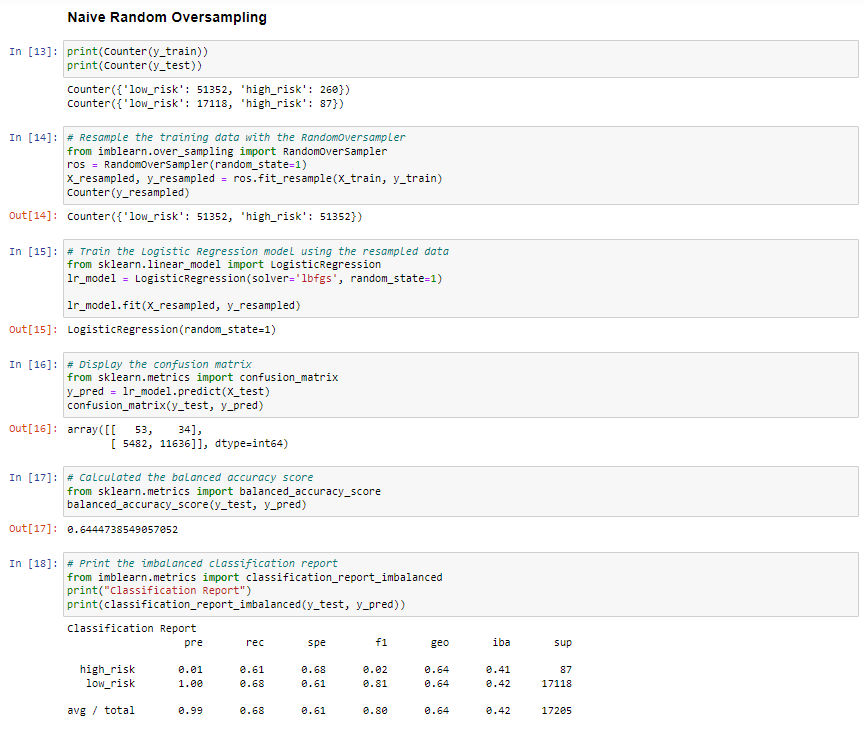 Naive Random Oversampling
In [13]: print(Counter(y_train))
print(Counter(y_test))
Counter({'low_risk': 51352, 'high_risk': 260})
Counter({'low_risk': 17118, 'high_risk': 87})
In [14]: # Resample the training data with the RandomOversampler
from imblearn.over_sampling import RandomOverSampler
ros = RandomOverSampler(random_state=1)
X_resampled, y_resampled = ros.fit_resample(X_train, y_train)
Counter(y_resampled)
Out[14]: Counter({'low_risk': 51352, 'high_risk': 51352})
In [15]: # Train the Logistic Regression model using the resampled data
from sklearn.linear_model import LogisticRegression
lr_model = LogisticRegression(solver='lbfgs', random_state=1)
lr_model.fit(X_resampled, y_resampled)
Out[15]: LogisticRegression(random_state=1)
In [16]: # Display the confusion matrix
from sklearn.metrics import confusion_matrix
y_pred = lr_model.predict(X_test)
confusion_matrix(y_test, y_pred)
Out[16]: array([[   53,    34],
[ 5482, 11636]], dtype=int64)
In [17]: # Calculated the balanced accuracy score
from sklearn.metrics import balanced_accuracy_score
balanced_accuracy_score(y_test, y_pred)
Out[17]: 0.6444738549057052
In [18]: # Print the imbalanced classification report
from imblearn.metrics import classification_report_imbalanced
print("Classification Report")
print(classification_report_imbalanced(y_test, y_pred))
Classification Report
pre rec spe f1 geo iba sup
high_risk 0.01 0.61 0.68 0.02 0.64 0.41 87
low_risk 1.00 0.68 0.61 0.81 0.64 0.42 17118
avg / total 0.99 0.68 0.61 0.80 0.64 0.42 17205